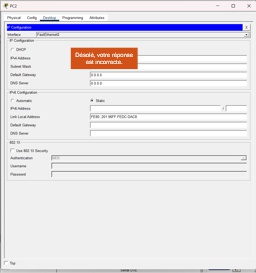 PC2
Physical Config Desktop Programming Attributes
IP Configuration X
Interface FastEthernet0
IP Configuration
DHCP
Désolé, votre réponse est incorrecte.
IPv4 Address
Subnet Mask
Default Gateway 0.0.0.0
DNS Server 0.0.0.0
IPv6 Configuration
Automatic Static
IPv6 Address /
Link Local Address
Default Gateway
DNS Server
802.1X
Use 802.1X Security
Authentication MD5
Username
Password
Top